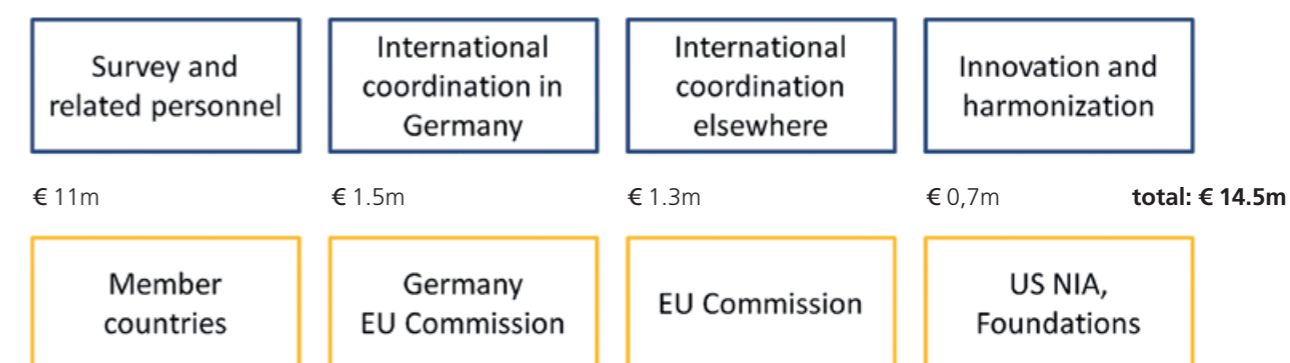 Survey and
related personnel
International
coordination in
Germany
International
coordination
elsewhere
Innovation and
harmonization
€ 11m
€ 1.5m
€ 1.3m
€ 0,7m
total: € 14.5m
Member
countries
Germany
EU Commission
EU Commission
US NIA,
Foundations